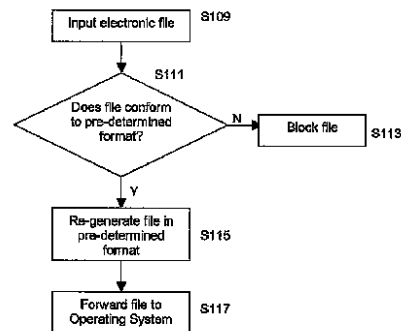 Input electronic file
S109
S111
Does file conform
to pre-determined
format?
N
Block file
S113
Y
Re-generate file in
pre-determined
format
S115
Forward file to
Operating System
S117